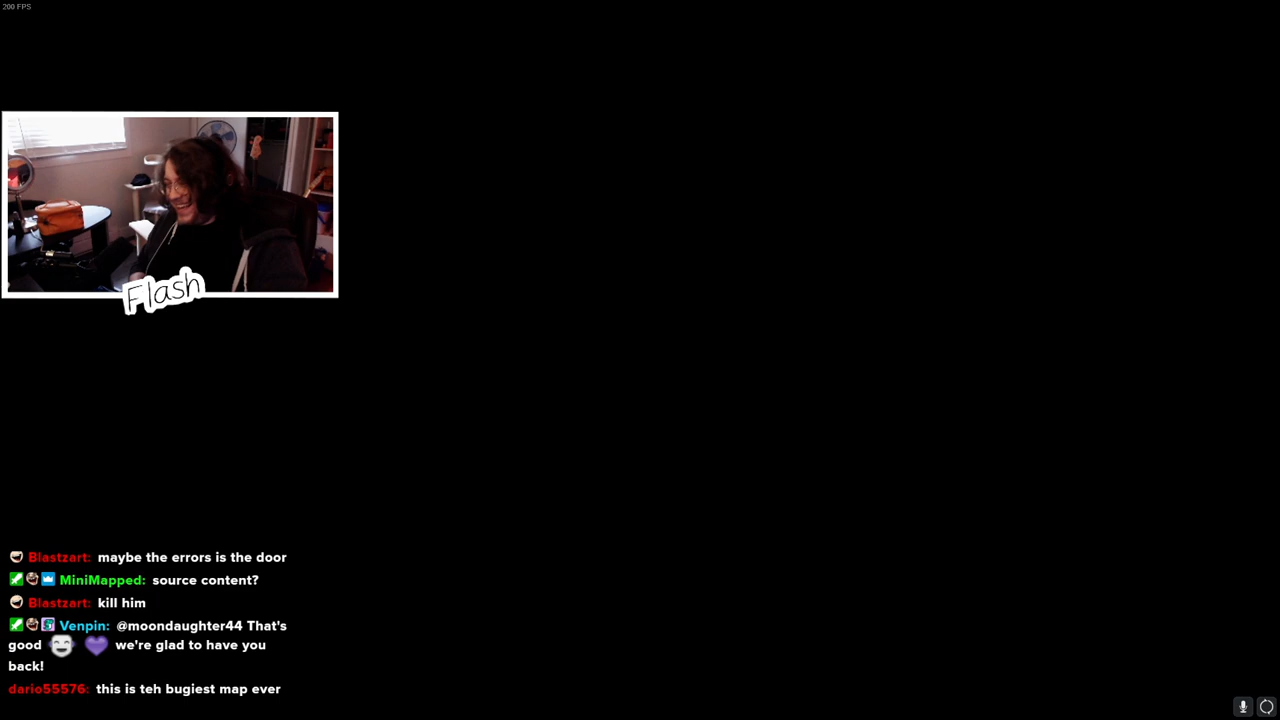 200 FPS
Flash
Blastzart: maybe the errors is the door
MiniMapped: source content?
Blastzart: kill him
Venpin: @moondaughter44 That's
good we're glad to have you
back!
dario55576: this is teh bugiest map ever